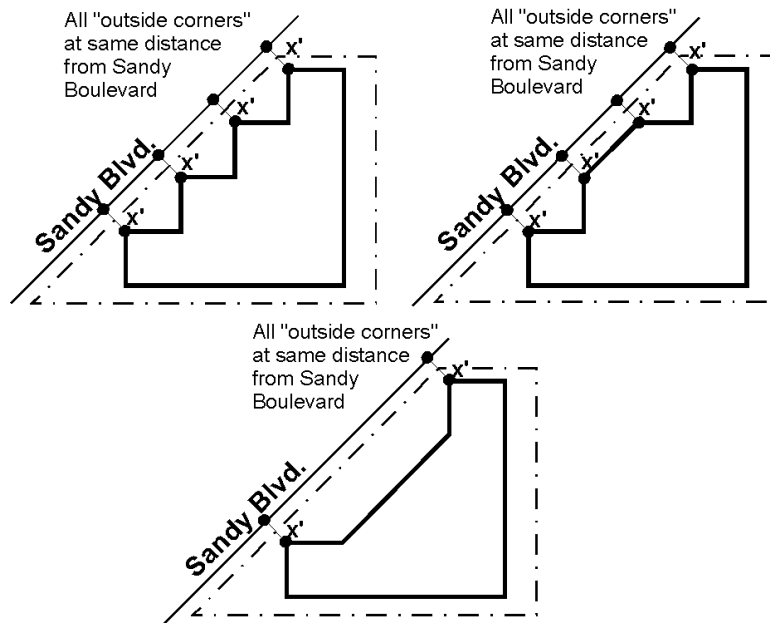 All "outside corners"
at same distance
from Sandy
Boulevard
x'
x'
x'
x'
Sandy Blvd.
All "outside corners"
at same distance
from Sandy
Boulevard
x'
x'
x'
x'
Sandy Blvd.
All "outside corners"
at same distance
from Sandy
Boulevard
x'
x'
Sandy Blvd.